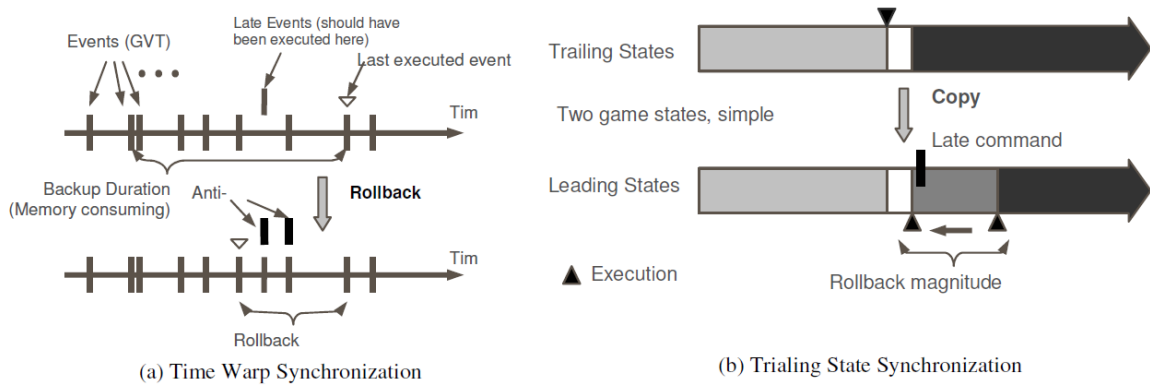 Events (GVT)
Late Events (should have
been executed here)
Last executed event
Tim
Backup Duration
(Memory consuming)
Anti-
Rollback
Tim
Rollback
(a) Time Warp Synchronization
Trailing States
Copy
Two game states, simple
Late command
Leading States
Execution
Rollback magnitude
(b) Trialing State Synchronization